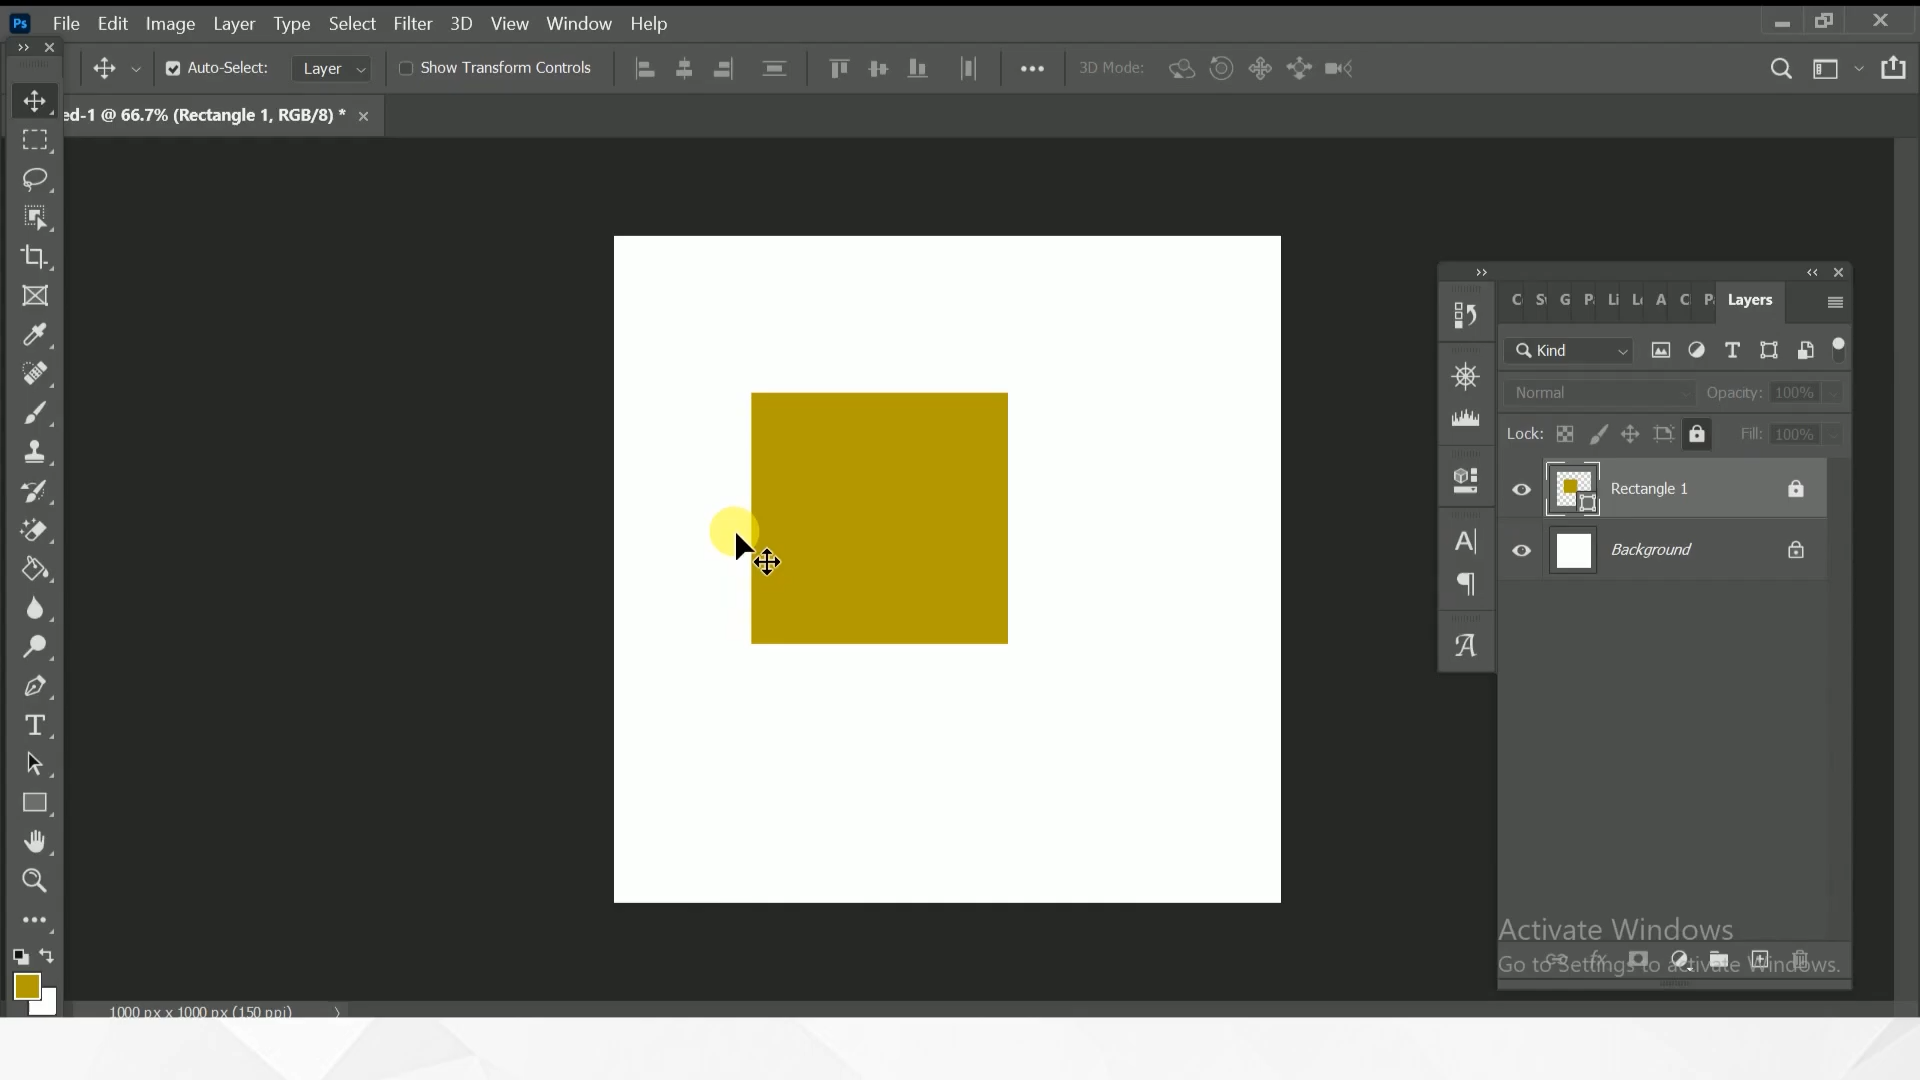 Ps File Edit Image Layer Type Select Filter 3D View Window Help
Auto-Select: Layer Show Transform Controls 3D Mode:
ed-1 @ 66.7% (Rectangle 1, RGB/8) *
Layers
Kind
Normal Opacity: 100%
Lock: Fill: 100%
Rectangle 1
Background
Activate Windows
Go to Settings to activate Windows.
1000 px x 1000 px (150 ppi)